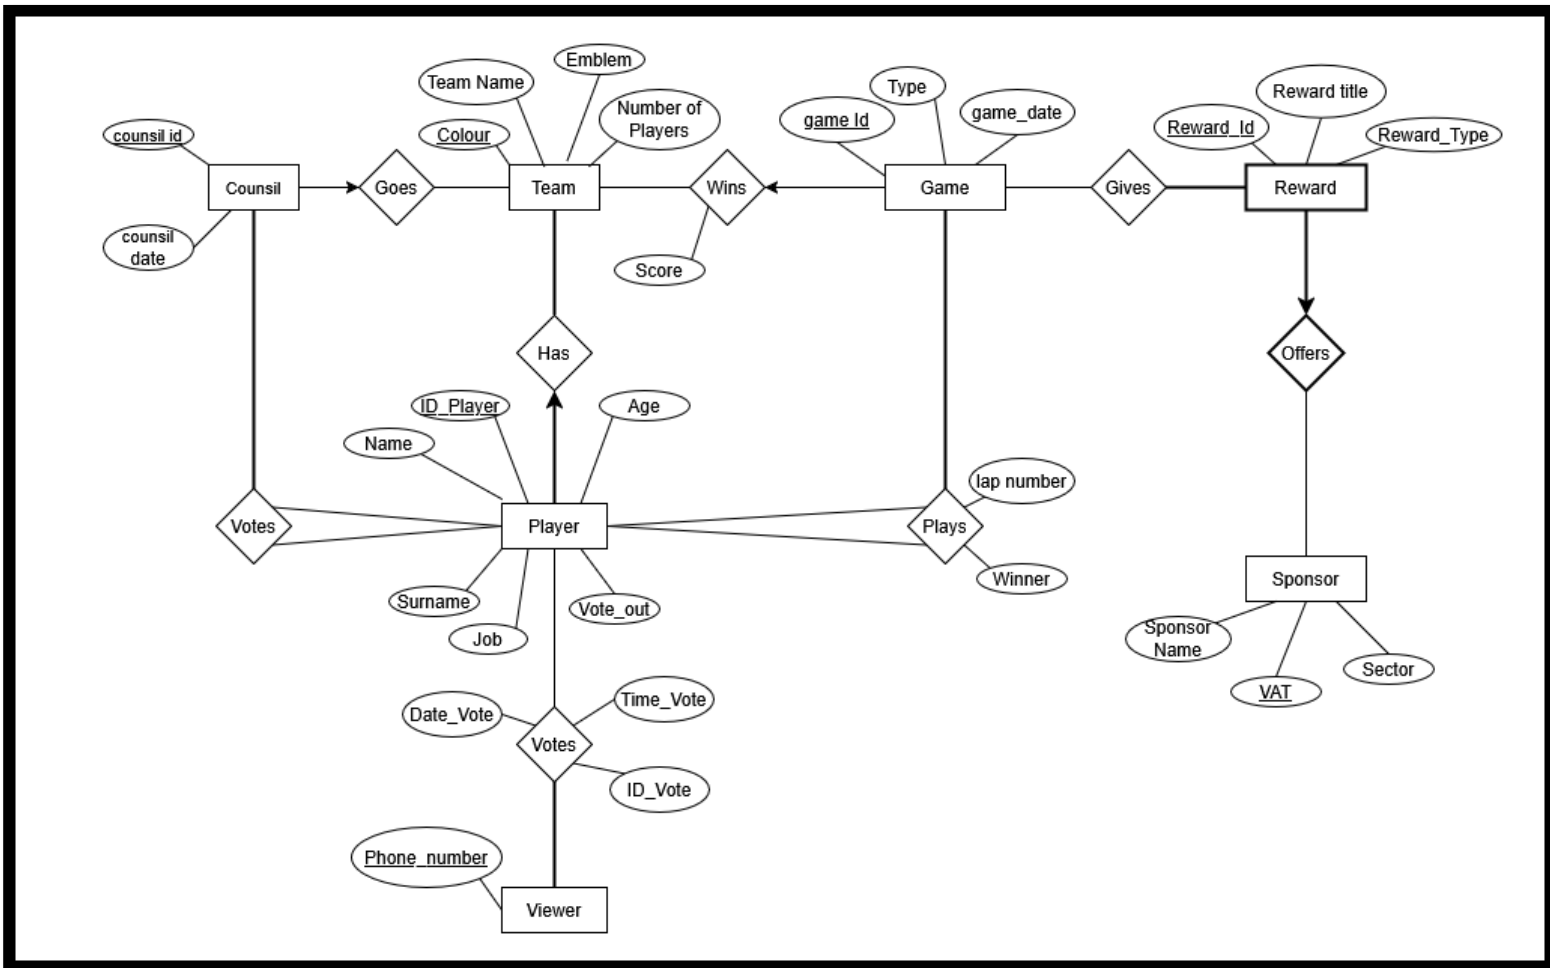 Emblem
Team Name
Type
Reward title
Number of
Players
game Id
game_date
Reward_Id
Reward_Type
counsil id
Colour
Counsil
Goes
Team
Wins
Game
Gives
Reward
counsil
date
Score
Has
Offers
ID_Player
Age
Name
lap number
Votes
Player
Plays
Winner
Sponsor
Surname
Vote_out
Job
Sponsor
Name
Sector
VAT
Time_Vote
Date_Vote
Votes
ID_Vote
Phone_number
Viewer